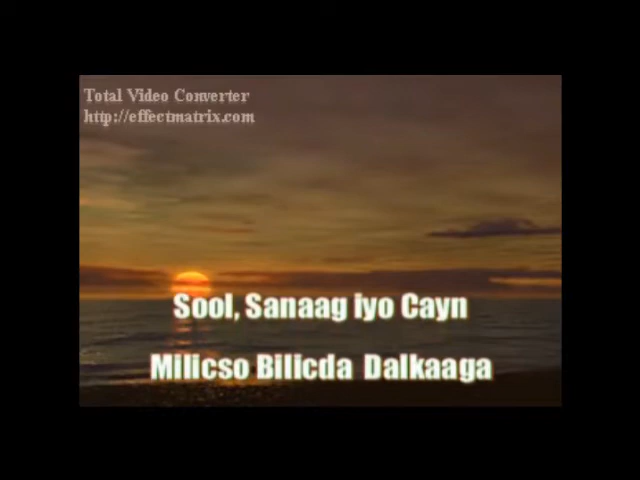 Total Video Converter
http://effectmatrix.com
Sool, Sanaag iyo Cayn
Milicso Bilicda Dalkaaga